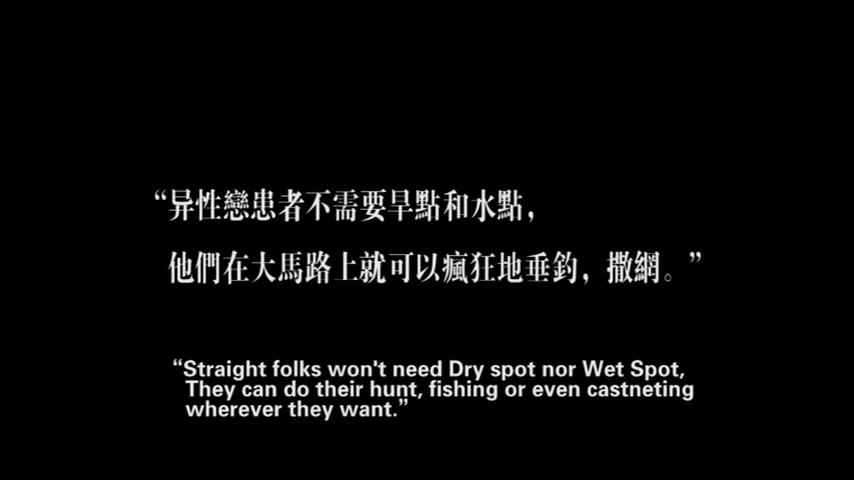 “异性戀患者不需要旱點和水點，
他們在大馬路上就可以瘋狂地垂釣，撒網。”
“Straight folks won't need Dry spot nor Wet Spot,
They can do their hunt, fishing or even castneting
wherever they want.”